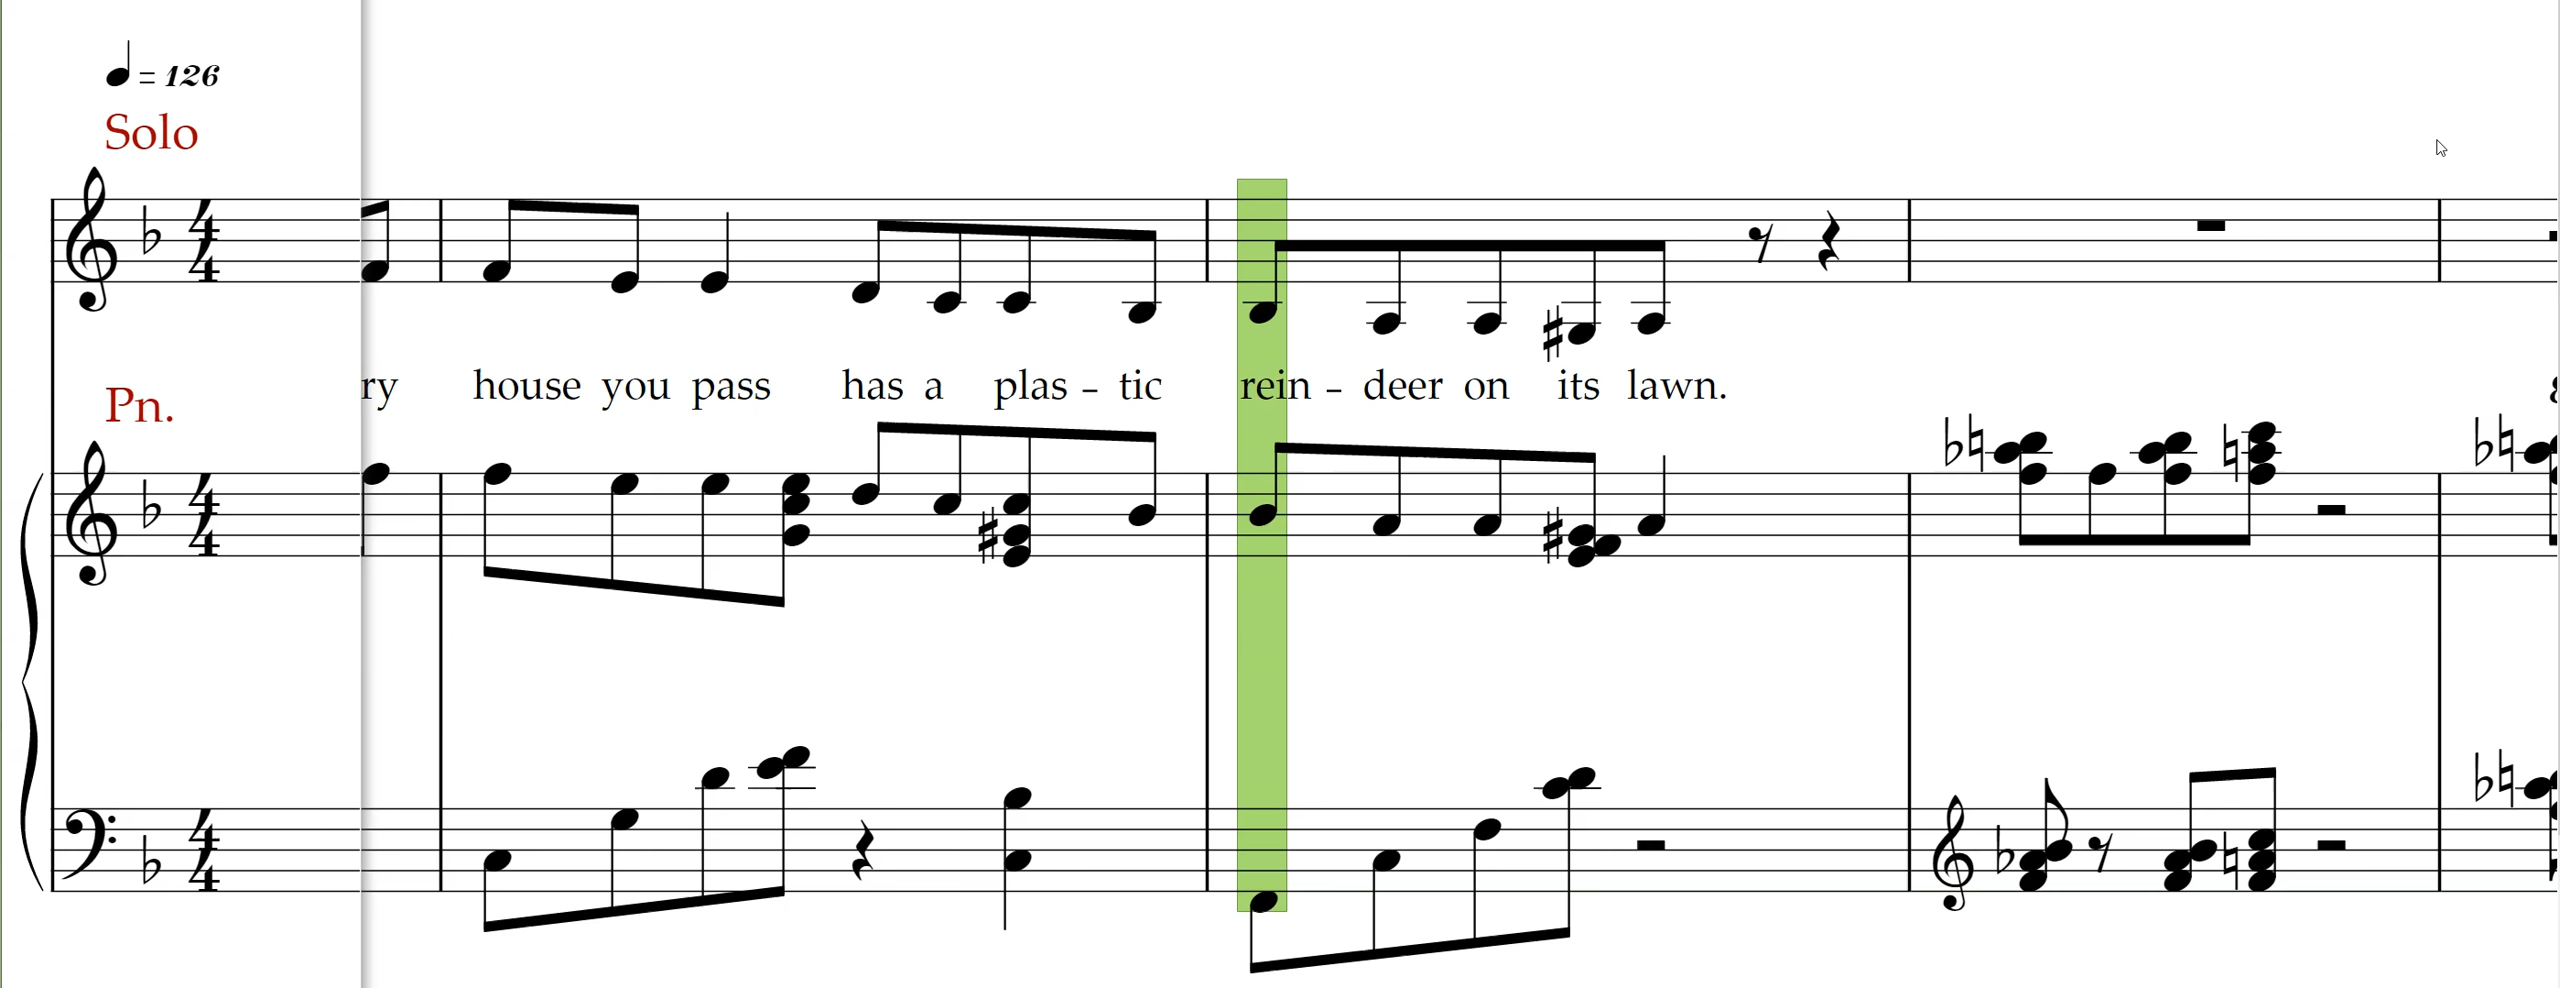 = 126
Solo
ry house you pass has a plas - tic rein - deer on its lawn.
Pn.